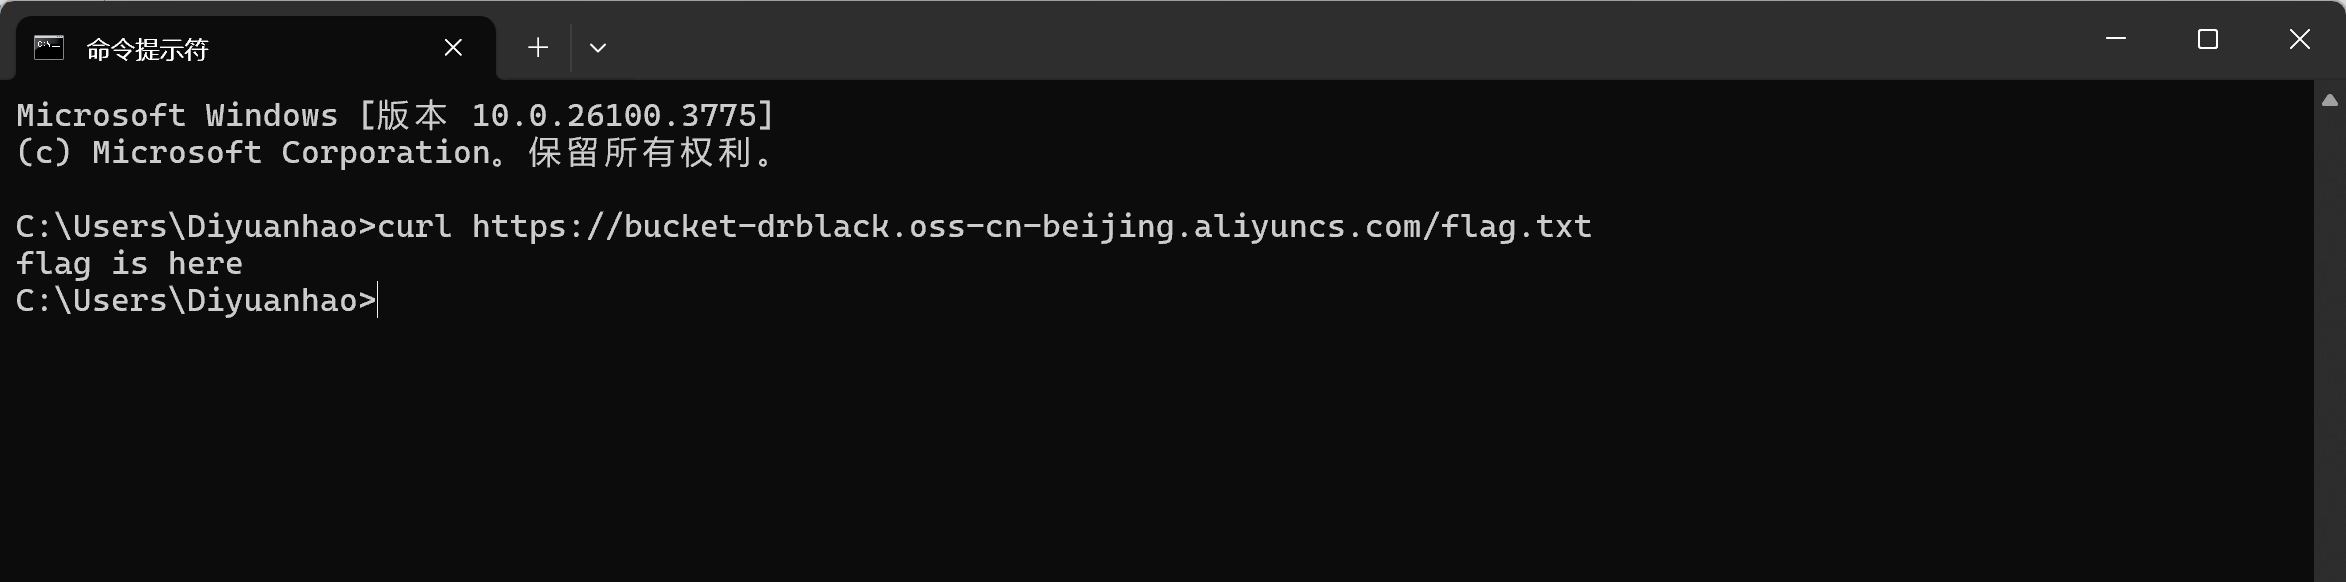 命令提示符
Microsoft Windows [版本 10.0.26100.3775]
(c) Microsoft Corporation。保留所有权利。
C:\Users\Diyuanhao>curl https://bucket-drblack.oss-cn-beijing.aliyuncs.com/flag.txt
flag is here
C:\Users\Diyuanhao>